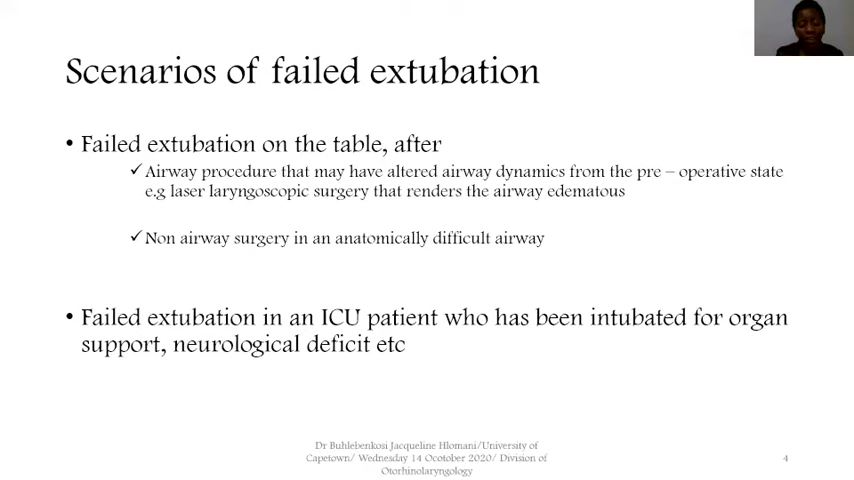 Scenarios of failed extubation
• Failed extubation on the table, after
✓Airway procedure that may have altered airway dynamics from the pre – operative state
e.g laser laryngoscopic surgery that renders the airway edematous
✓Non airway surgery in an anatomically difficult airway
• Failed extubation in an ICU patient who has been intubated for organ
support, neurological deficit etc
Dr Buhlebenkosi Jacqueline Hlomani/University of
Capetown/ Wednesday 14 Ocotober 2020/ Division of
Otorhinolaryngology
4